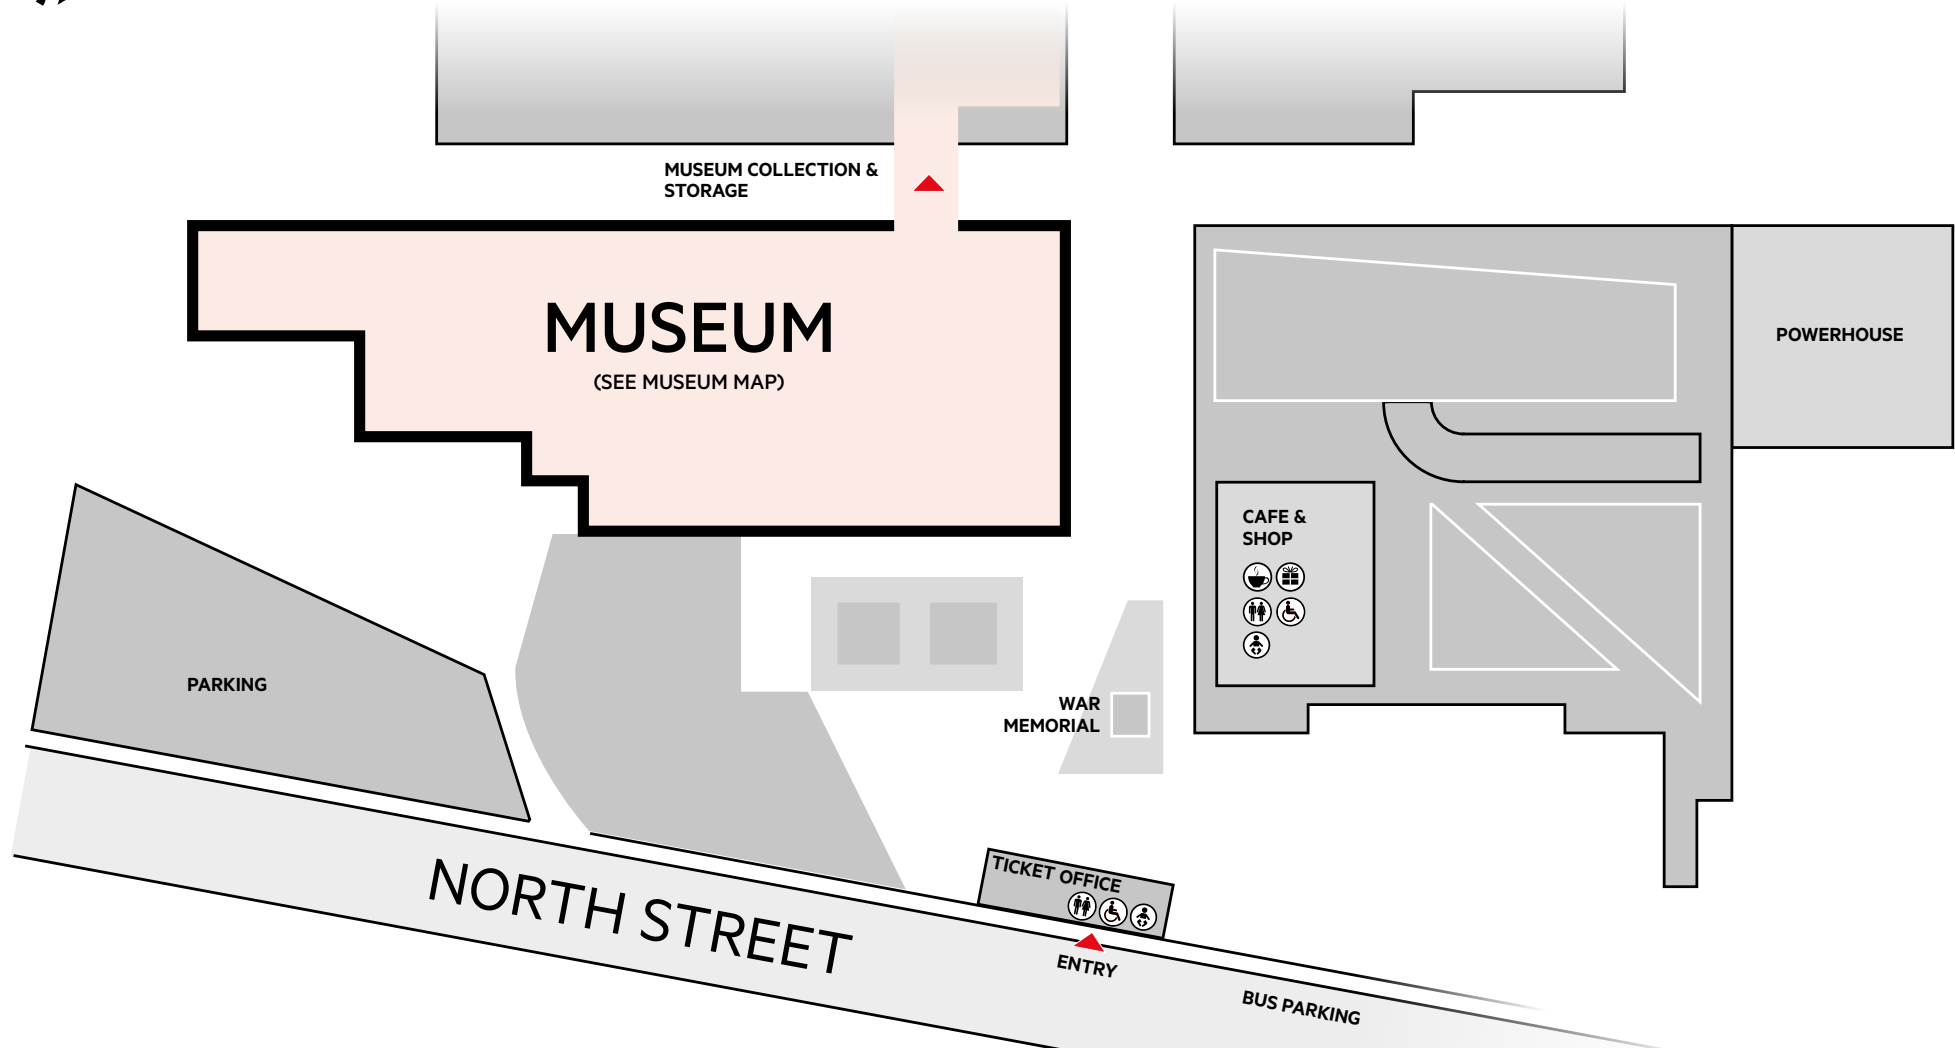 MUSEUM COLLECTION &
STORAGE
MUSEUM
(SEE MUSEUM MAP)
POWERHOUSE
CAFE &
SHOP
PARKING
WAR
MEMORIAL
TICKET OFFICE
NORTH STREET
ENTRY
BUS PARKING